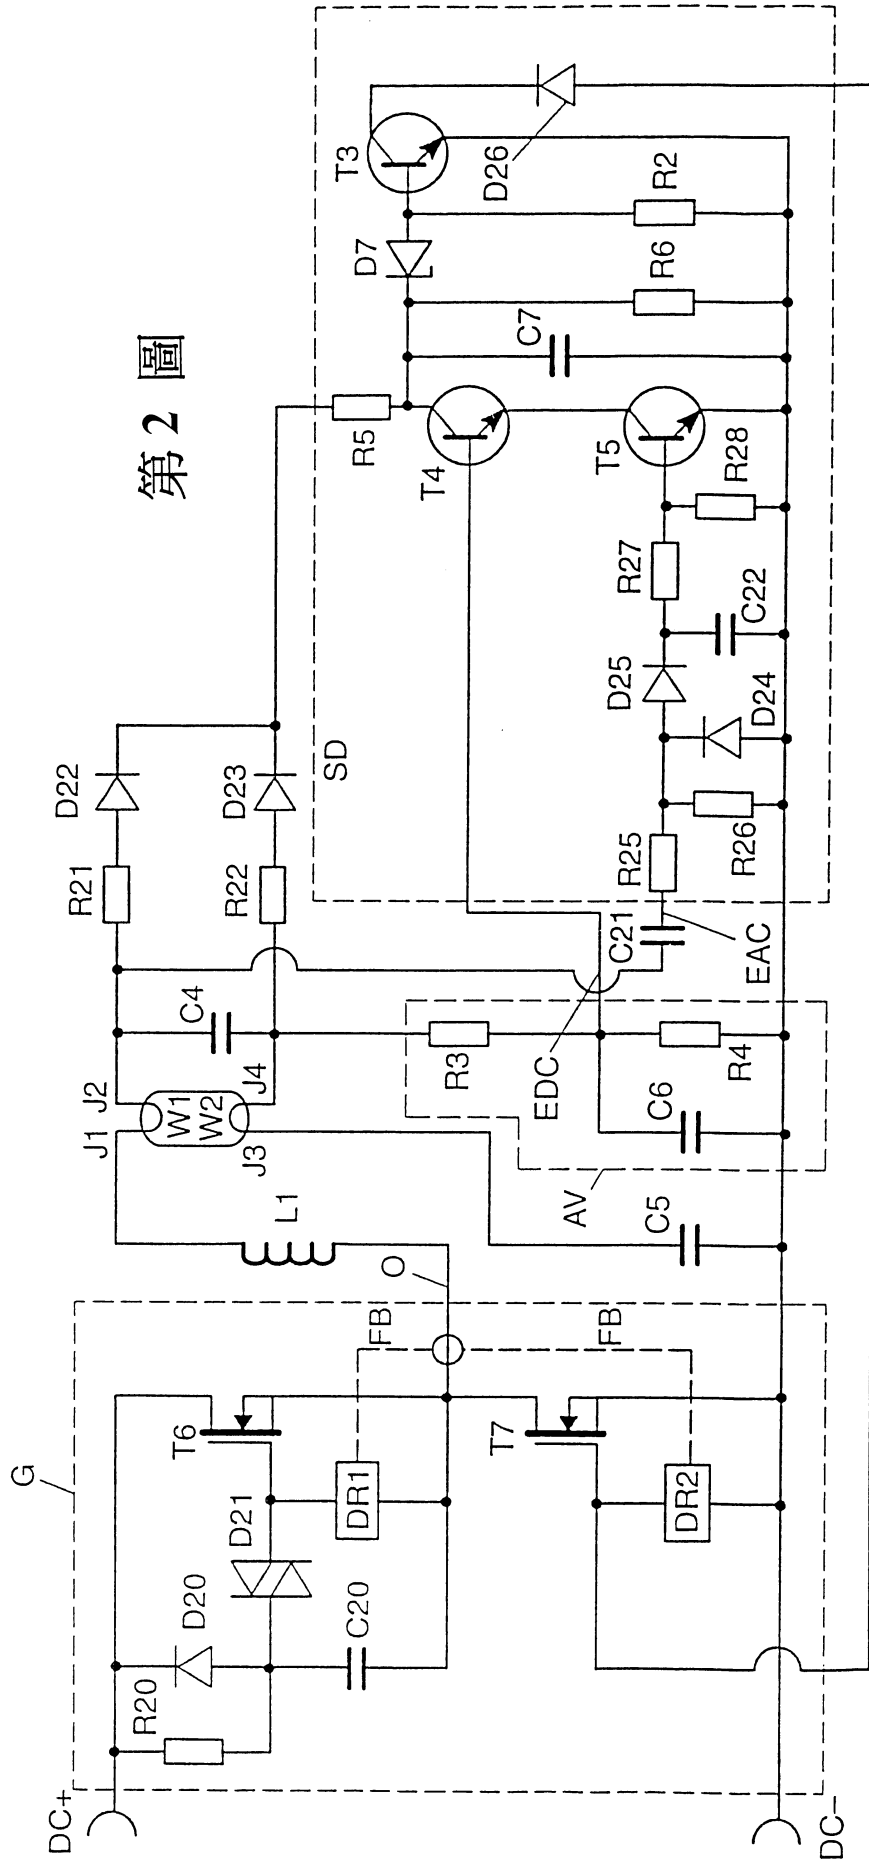 第 2 圖
G
DC+
R20
D20
D21
C20
T6
DR1
FB
FB
T7
DR2
DC−
O
L1
J1
J2
W1
W2
J3
J4
C4
C5
AV
C6
R3
R4
EDC
EAC
C21
R21
D22
R22
D23
SD
R25
R26
D24
D25
C22
R27
R28
T5
T4
R5
C7
R6
D7
R2
T3
D26